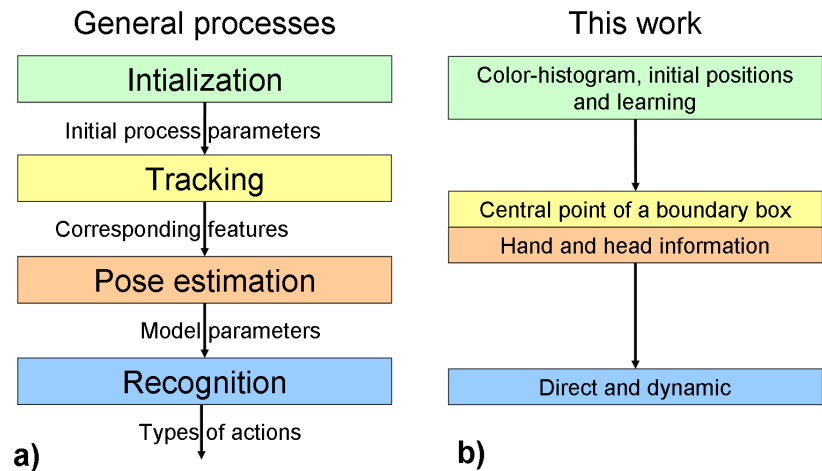 General processes
Intialization
Initial process parameters
Tracking
Corresponding features
Pose estimation
Model parameters
Recognition
Types of actions
a)
This work
Color-histogram, initial positions
and learning
Central point of a boundary box
Hand and head information
Direct and dynamic
b)